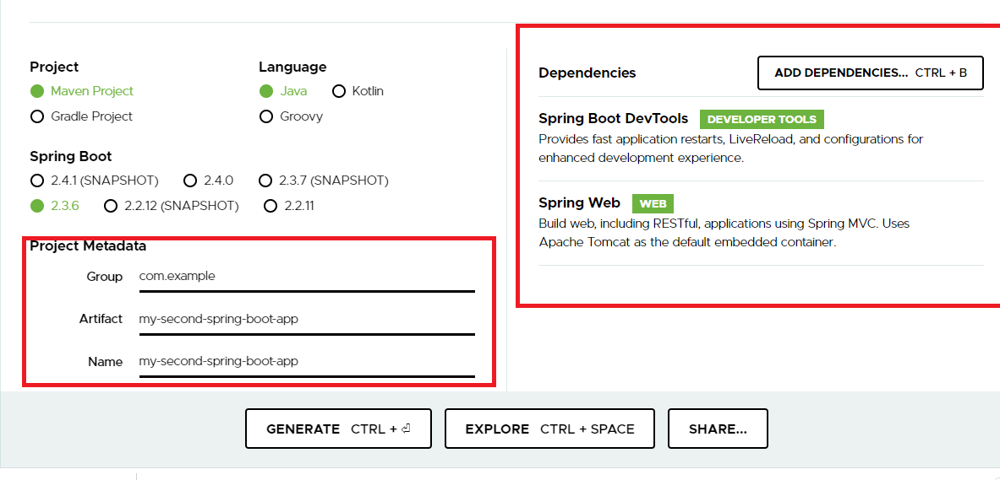 Project
Maven Project
Gradle Project
Language
Java Kotlin
Groovy
Spring Boot
2.4.1 (SNAPSHOT) 2.4.0 2.3.7 (SNAPSHOT)
2.3.6 2.2.12 (SNAPSHOT) 2.2.11
Project Metadata
Group com.example
Artifact my-second-spring-boot-app
Name my-second-spring-boot-app
Dependencies ADD DEPENDENCIES... CTRL + B
Spring Boot DevTools DEVELOPER TOOLS
Provides fast application restarts, LiveReload, and configurations for
enhanced development experience.
Spring Web WEB
Build web, including RESTful, applications using Spring MVC. Uses
Apache Tomcat as the default embedded container.
GENERATE CTRL + ⏎ EXPLORE CTRL + SPACE SHARE...